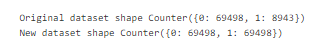 Original dataset shape Counter({0: 69498, 1: 8943})
New dataset shape Counter({0: 69498, 1: 69498})